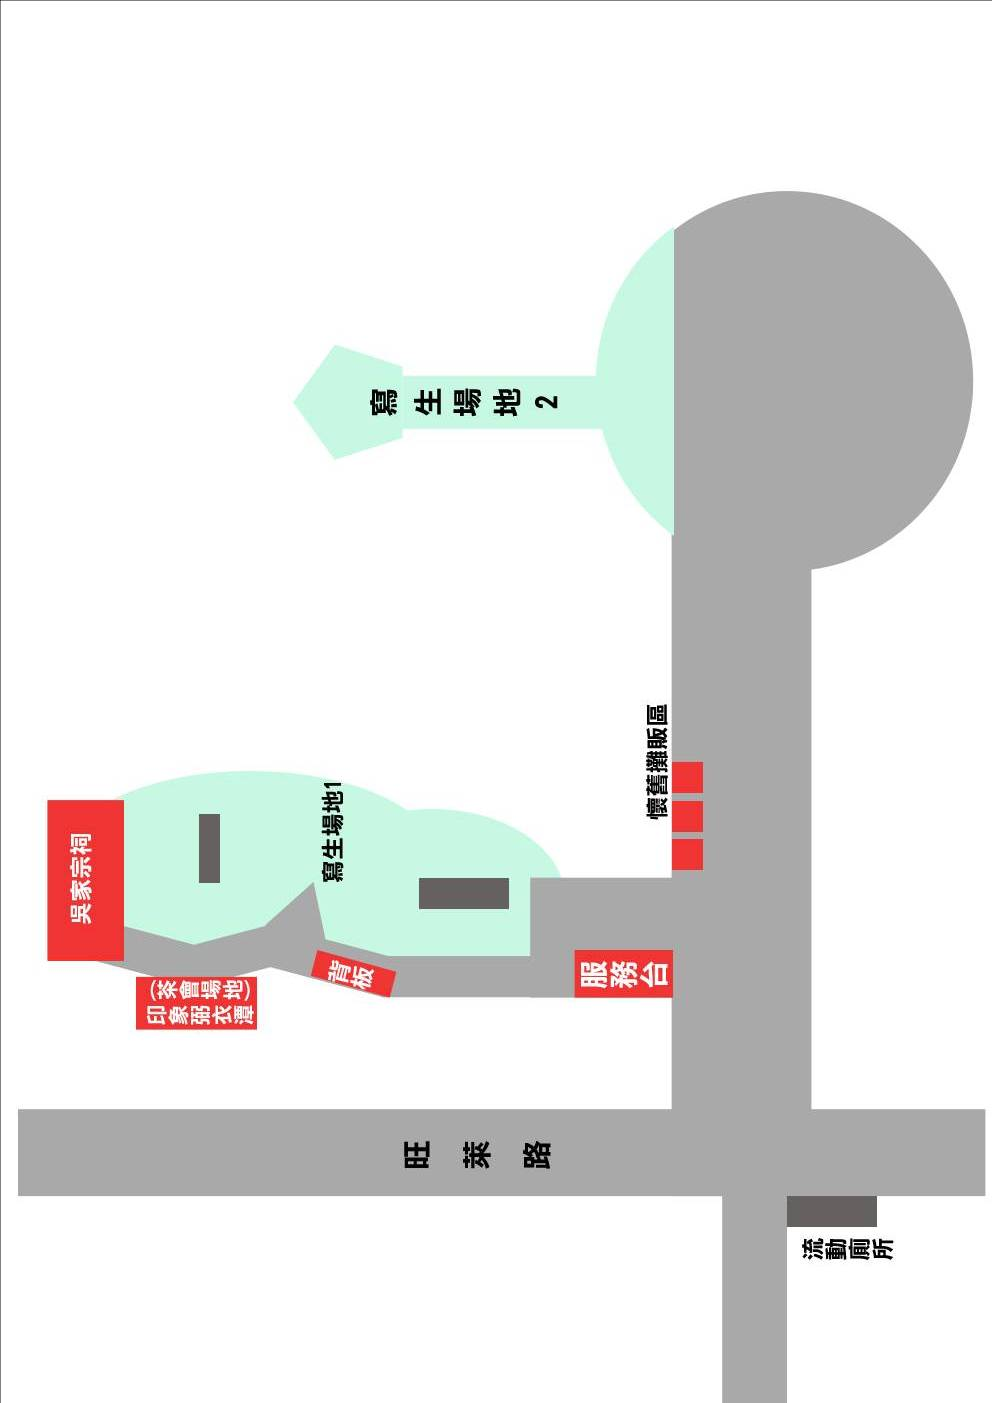 吳家宗祠
印象弼衣潭
(茶會場地)
寫生場地1
背板
寫生場地2
旺萊路
服務台
懷舊攤販區
流動廁所